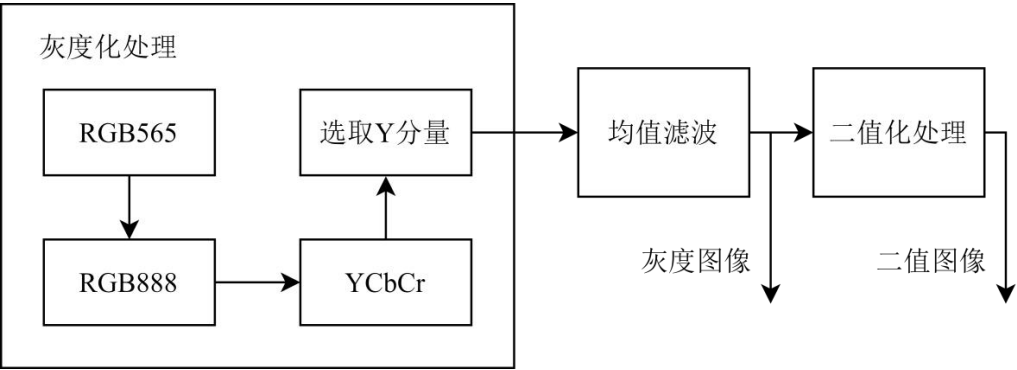 灰度化处理
RGB565
选取Y分量
均值滤波
二值化处理
RGB888
YCbCr
灰度图像
二值图像